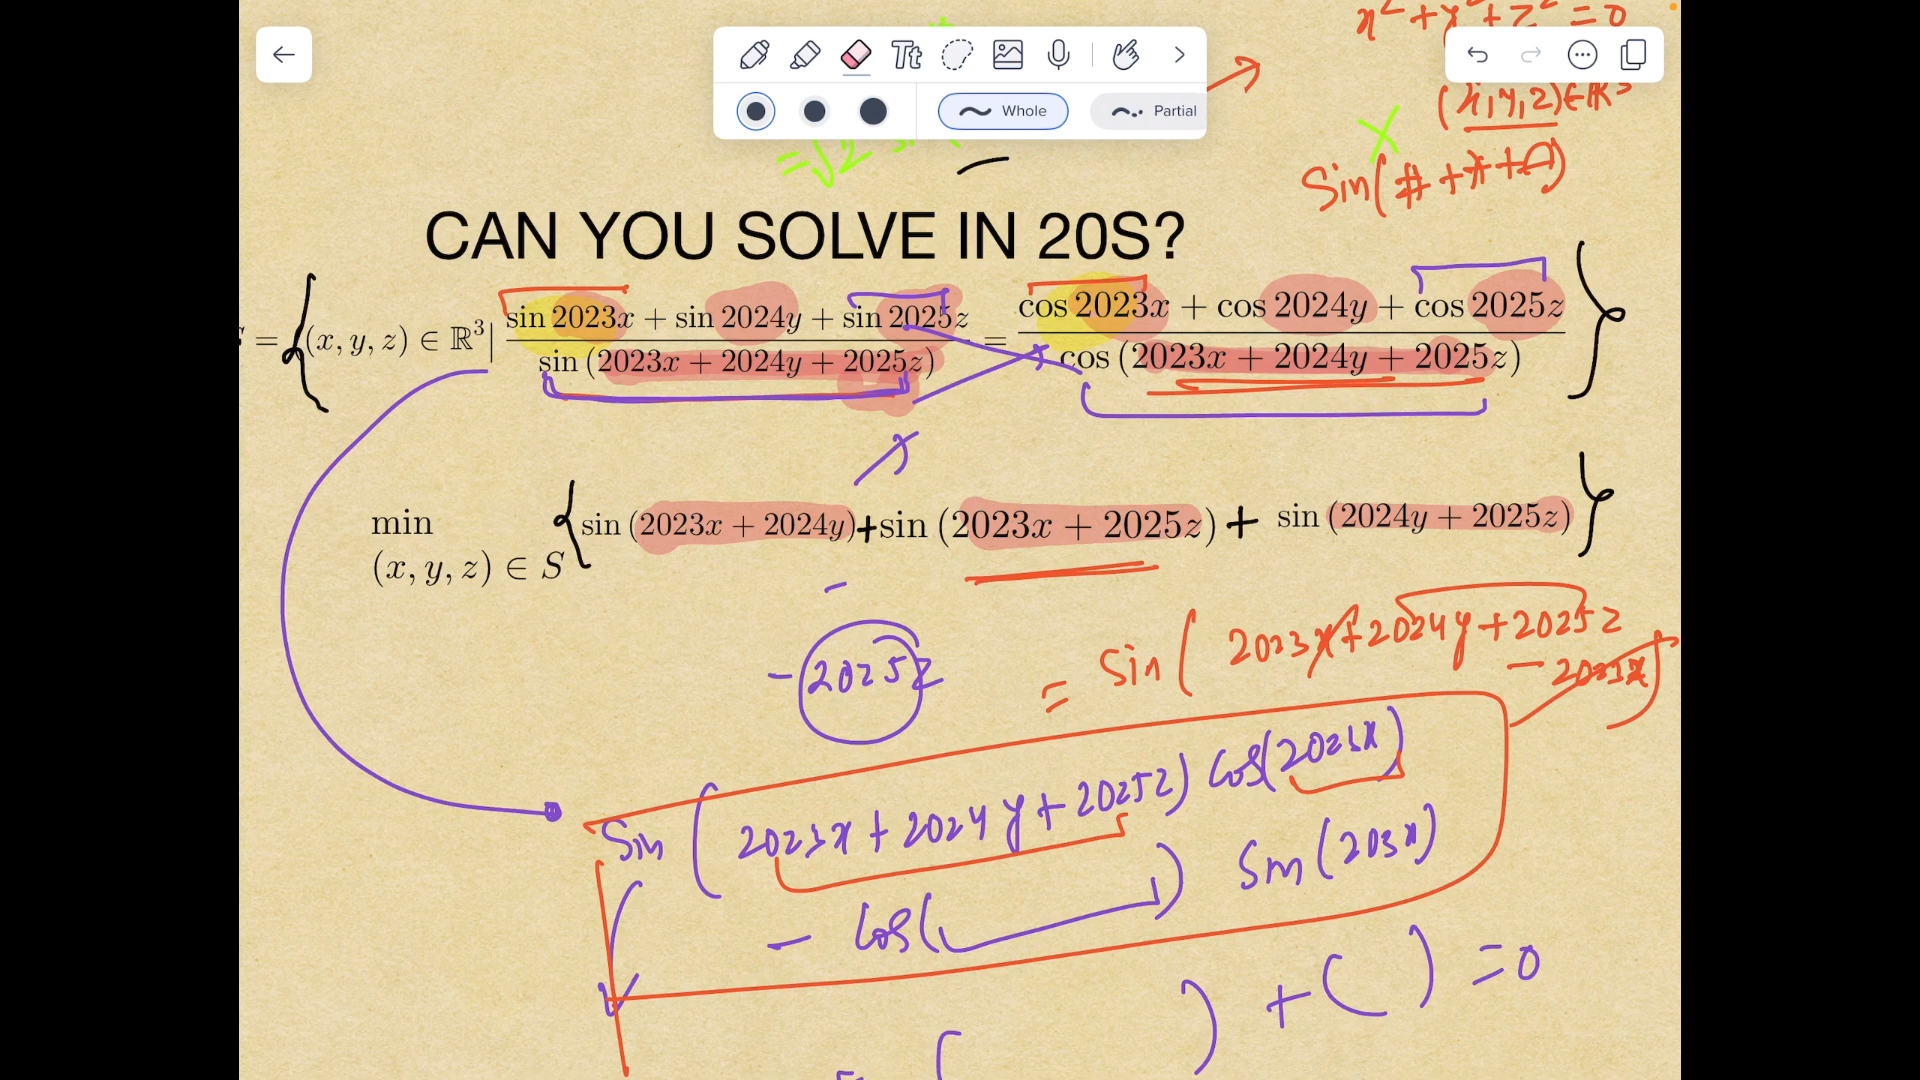 x² + y² + z² = 0
Whole
Partial
(x, y, z) ∈ ℝ³
= √2
Sin(# + * + )
CAN YOU SOLVE IN 20S?
= { (x, y, z) ∈ ℝ³ | (sin 2023x + sin 2024y + sin 2025z) / (sin (2023x + 2024y + 2025z)) = (cos 2023x + cos 2024y + cos 2025z) / (cos (2023x + 2024y + 2025z)) }
min { sin (2023x + 2024y) + sin (2023x + 2025z) + sin (2024y + 2025z) }
(x, y, z) ∈ S
= Sin( 2023x + 2024y + 2025z
- 2023x )
- 2025z
Sin ( 2023x + 2024y + 2025z ) Cos(2023x)
- Cos( ) Sin (203x)
) + ( ) = 0